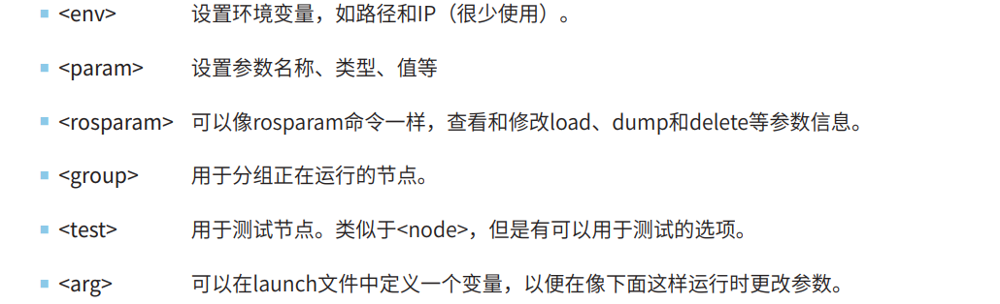 <env> 设置环境变量，如路径和IP（很少使用）。
<param> 设置参数名称、类型、值等
<rosparam> 可以像rosparam命令一样，查看和修改load、dump和delete等参数信息。
<group> 用于分组正在运行的节点。
<test> 用于测试节点。类似于<node>，但是有可以用于测试的选项。
<arg> 可以在launch文件中定义一个变量，以便在像下面这样运行时更改参数。